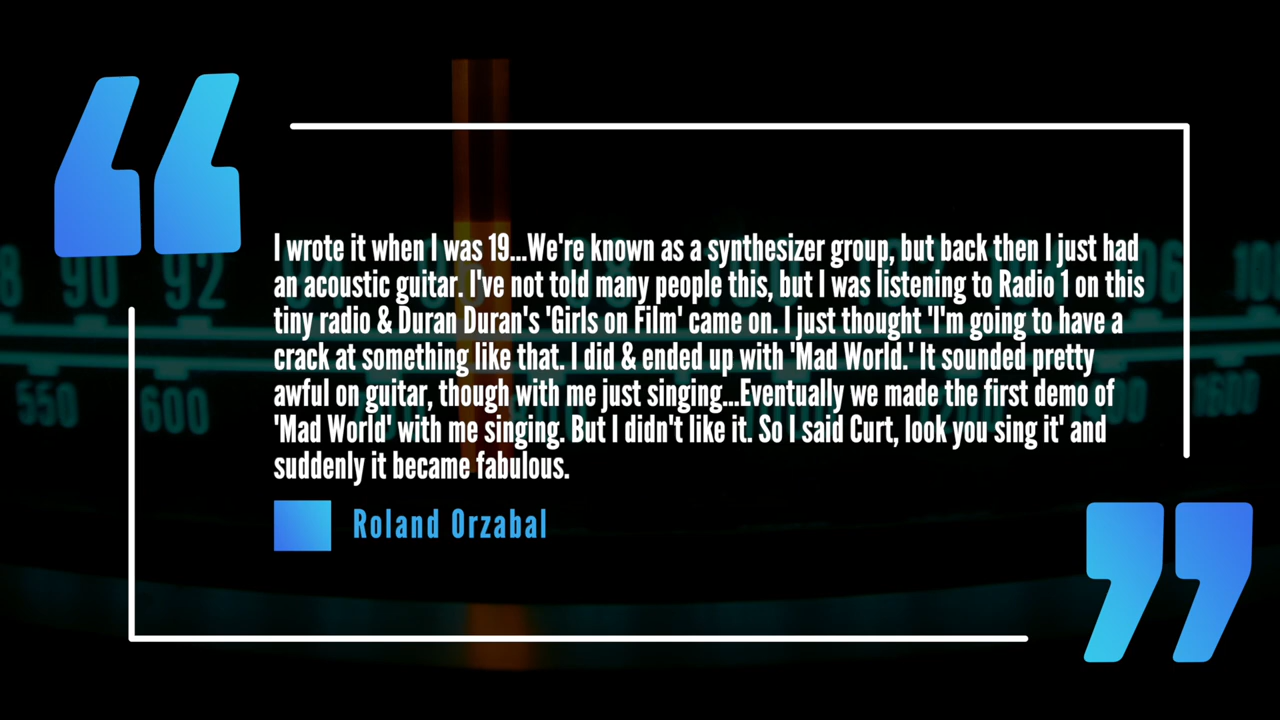 I wrote it when I was 19...We're known as a synthesizer group, but back then I just had
an acoustic guitar. I've not told many people this, but I was listening to Radio 1 on this
tiny radio & Duran Duran's 'Girls on Film' came on. I just thought 'I'm going to have a
crack at something like that. I did & ended up with 'Mad World.' It sounded pretty
awful on guitar, though with me just singing...Eventually we made the first demo of
'Mad World' with me singing. But I didn't like it. So I said Curt, look you sing it' and
suddenly it became fabulous.
Roland Orzabal
90 92
550 600